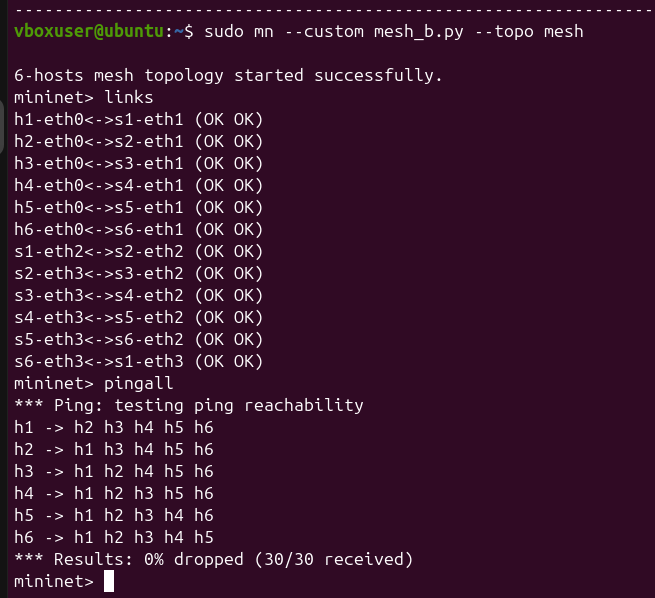 --------------------------------------------------------------------------------
vboxuser@ubuntu:~$ sudo mn --custom mesh_b.py --topo mesh
6-hosts mesh topology started successfully.
mininet> links
h1-eth0<->s1-eth1 (OK OK)
h2-eth0<->s2-eth1 (OK OK)
h3-eth0<->s3-eth1 (OK OK)
h4-eth0<->s4-eth1 (OK OK)
h5-eth0<->s5-eth1 (OK OK)
h6-eth0<->s6-eth1 (OK OK)
s1-eth2<->s2-eth2 (OK OK)
s2-eth3<->s3-eth2 (OK OK)
s3-eth3<->s4-eth2 (OK OK)
s4-eth3<->s5-eth2 (OK OK)
s5-eth3<->s6-eth2 (OK OK)
s6-eth3<->s1-eth3 (OK OK)
mininet> pingall
*** Ping: testing ping reachability
h1 -> h2 h3 h4 h5 h6
h2 -> h1 h3 h4 h5 h6
h3 -> h1 h2 h4 h5 h6
h4 -> h1 h2 h3 h5 h6
h5 -> h1 h2 h3 h4 h6
h6 -> h1 h2 h3 h4 h5
*** Results: 0% dropped (30/30 received)
mininet>